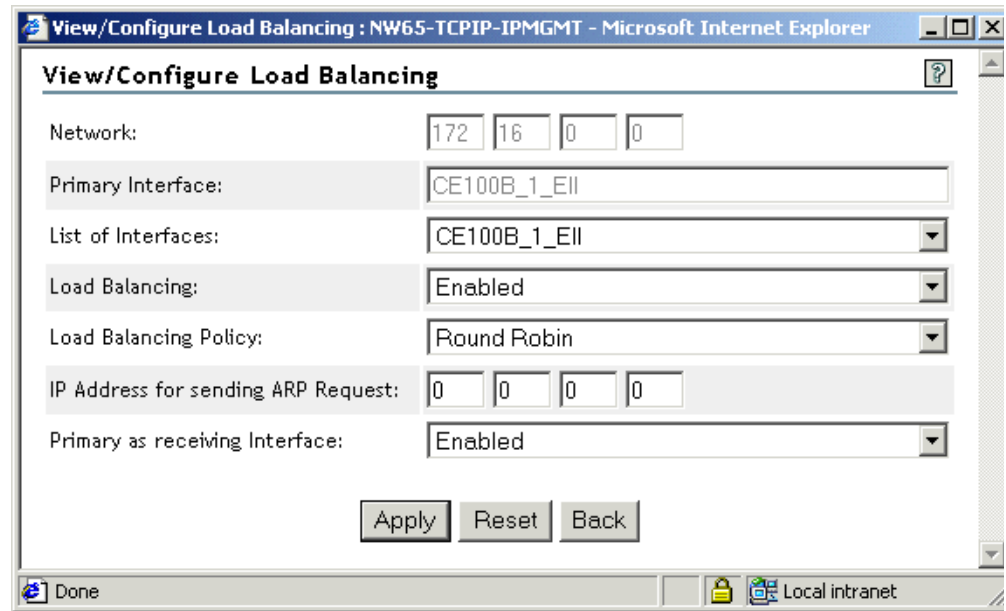 View/Configure Load Balancing : NW65-TCPIP-IPMGMT - Microsoft Internet Explorer
View/Configure Load Balancing ?
Network: 172 16 0 0
Primary Interface: CE100B_1_EII
List of Interfaces: CE100B_1_EII
Load Balancing: Enabled
Load Balancing Policy: Round Robin
IP Address for sending ARP Request: 0 0 0 0
Primary as receiving Interface: Enabled
Apply Reset Back
Done Local intranet